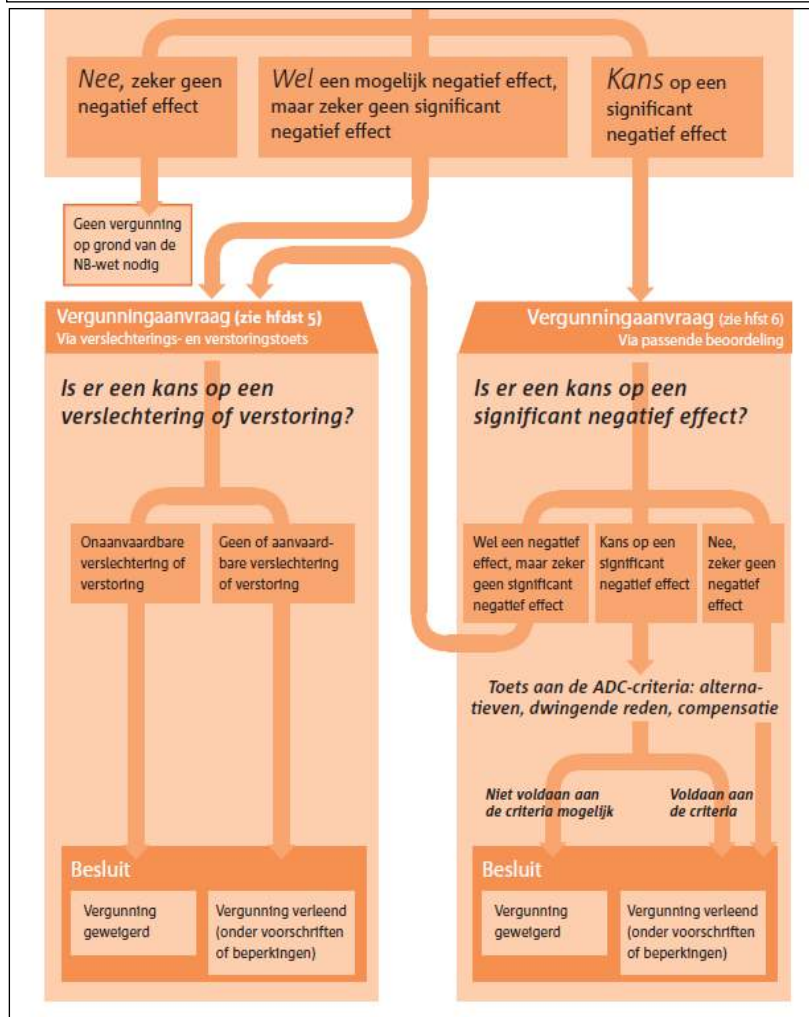 Nee, zeker geen
negatief effect
Wel een mogelijk negatief effect,
maar zeker geen significant
negatief effect
Kans op een
significant
negatief effect
Geen vergunning
op grond van de
NB-wet nodig
Vergunningaanvraag (zie hfdst 5)
Via verslechterings- en verstoringstoets
Is er een kans op een
verslechtering of verstoring?
Onaanvaardbare
verslechtering of
verstoring
Geen of aanvaard-
bare verslechtering
of verstoring
Besluit
Vergunning
geweigerd
Vergunning verleend
(onder voorschriften
of beperkingen)
Vergunningaanvraag (zie hfst 6)
Via passende beoordeling
Is er een kans op een
significant negatief effect?
Wel een negatief
effect, maar zeker
geen significant
negatief effect
Kans op een
significant
negatief effect
Nee,
zeker geen
negatief
effect
Toets aan de ADC-criteria: alterna-
tieven, dwingende reden, compensatie
Niet voldaan aan
de criteria mogelijk
Voldaan aan
de criteria
Besluit
Vergunning
geweigerd
Vergunning verleend
(onder voorschriften
of beperkingen)